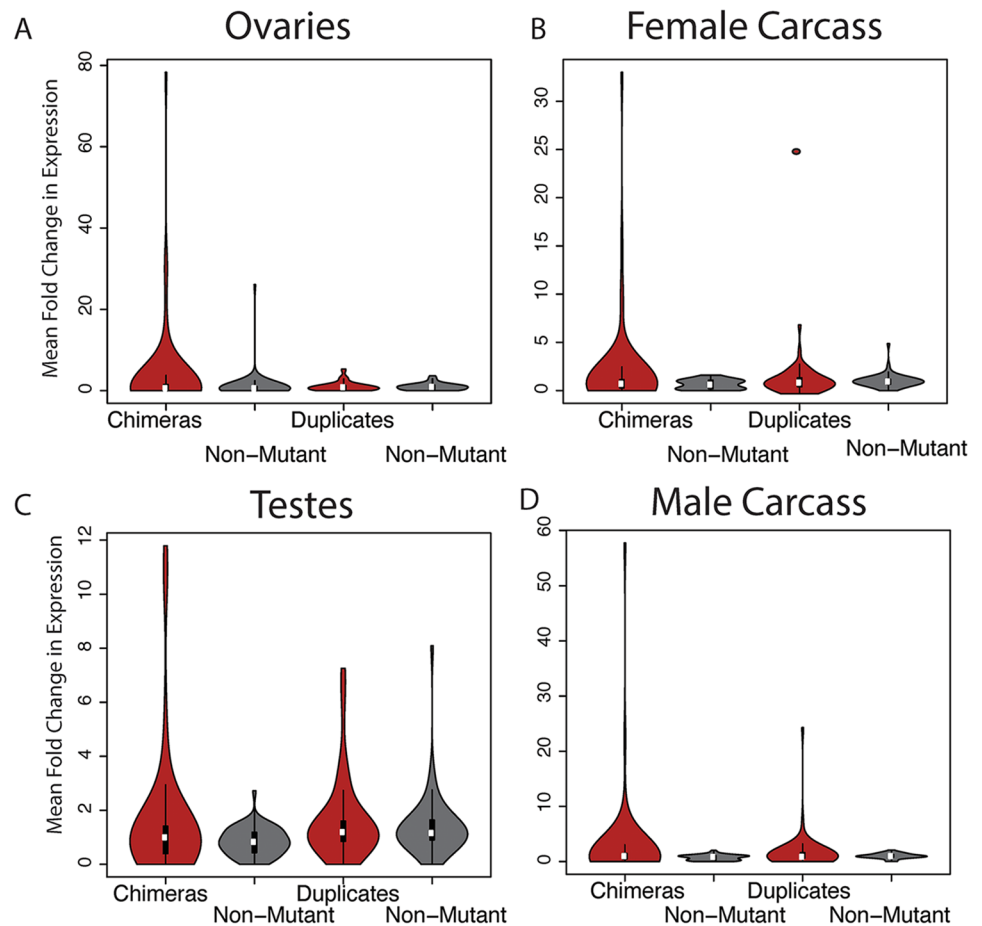 A
Ovaries
B
Female Carcass
Mean Fold Change in Expression
80
60
40
20
0
30
25
20
15
10
5
0
Chimeras
Duplicates
Non−Mutant
Non−Mutant
Chimeras
Duplicates
Non−Mutant
Non−Mutant
C
Testes
D
Male Carcass
Mean Fold Change in Expression
12
10
8
6
4
2
0
60
50
40
30
20
10
0
Chimeras
Duplicates
Non−Mutant
Non−Mutant
Chimeras
Duplicates
Non−Mutant
Non−Mutant